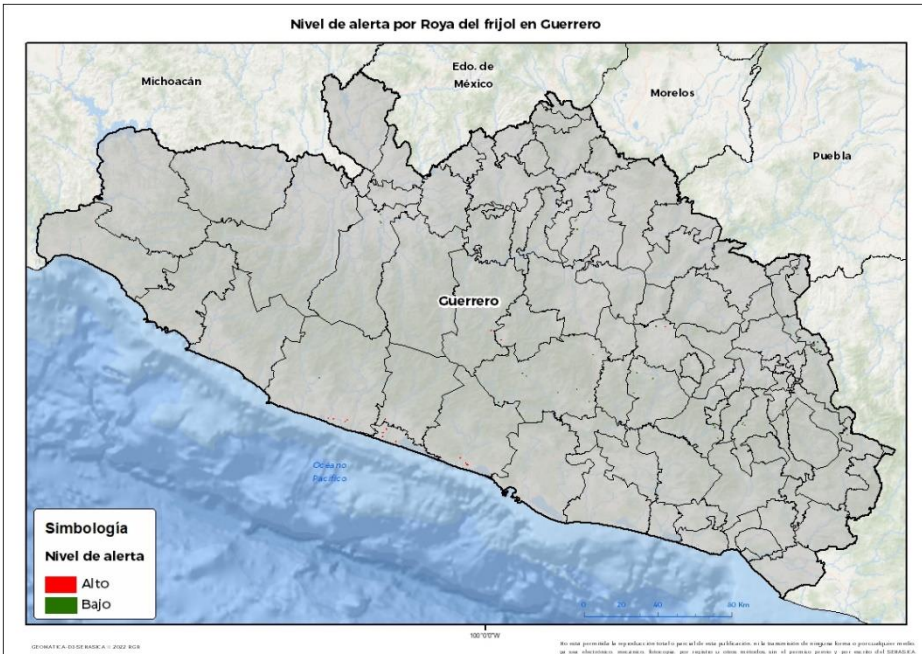 Nivel de alerta por Roya del frijol en Guerrero
Michoacán
Edo. de
México
Morelos
Puebla
Guerrero
Océano
Pacífico
Simbología
Nivel de alerta
Alto
Bajo
0 20 40 80 Km
100°0'0"W
© 2022